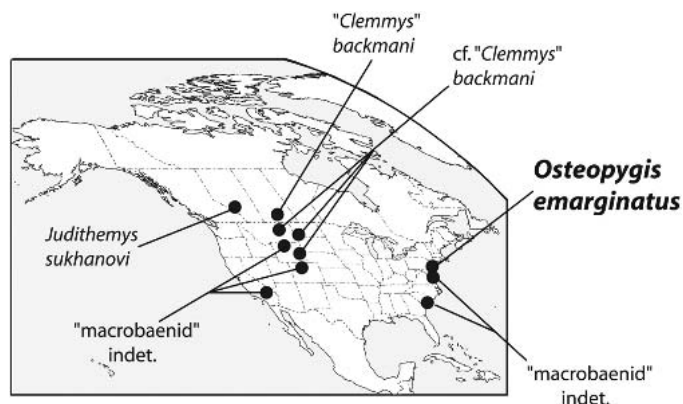 "Clemmys"
backmani
cf. "Clemmys"
backmani
Osteopygis
emarginatus
Judithemys
sukhanovi
"macrobaenid"
indet.
"macrobaenid"
indet.